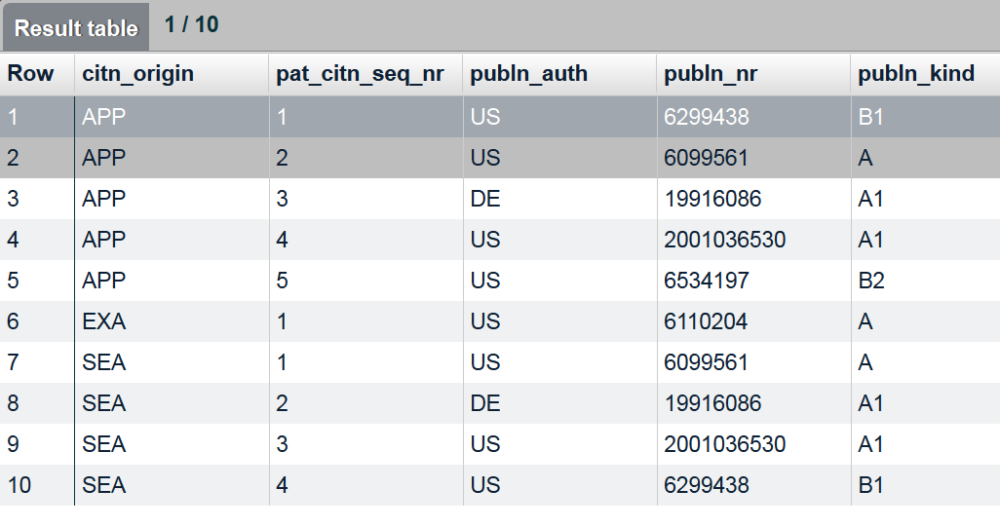 Result table 1 / 10
Row citn_origin pat_citn_seq_nr publn_auth publn_nr publn_kind
1 APP 1 US 6299438 B1
2 APP 2 US 6099561 A
3 APP 3 DE 19916086 A1
4 APP 4 US 2001036530 A1
5 APP 5 US 6534197 B2
6 EXA 1 US 6110204 A
7 SEA 1 US 6099561 A
8 SEA 2 DE 19916086 A1
9 SEA 3 US 2001036530 A1
10 SEA 4 US 6299438 B1